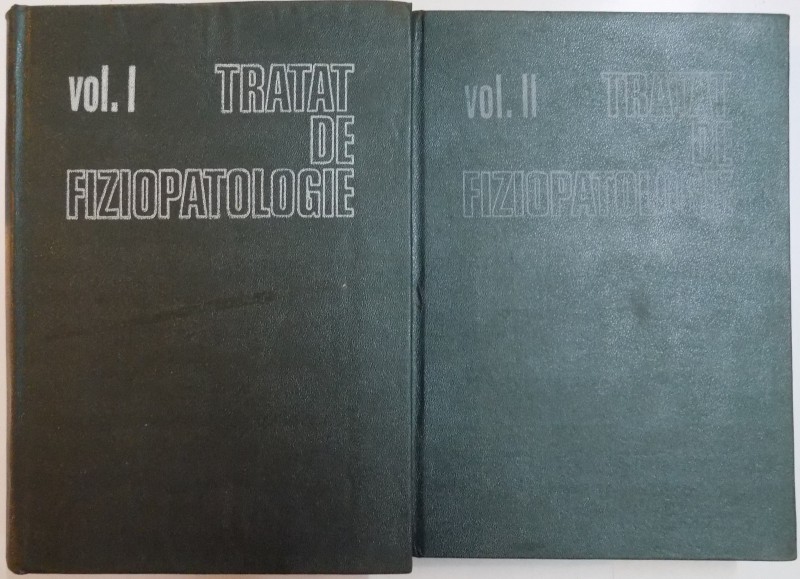 vol. I TRATAT
DE
FIZIOPATOLOGIE
vol. II TRATAT
DE
FIZIOPATOLOGIE